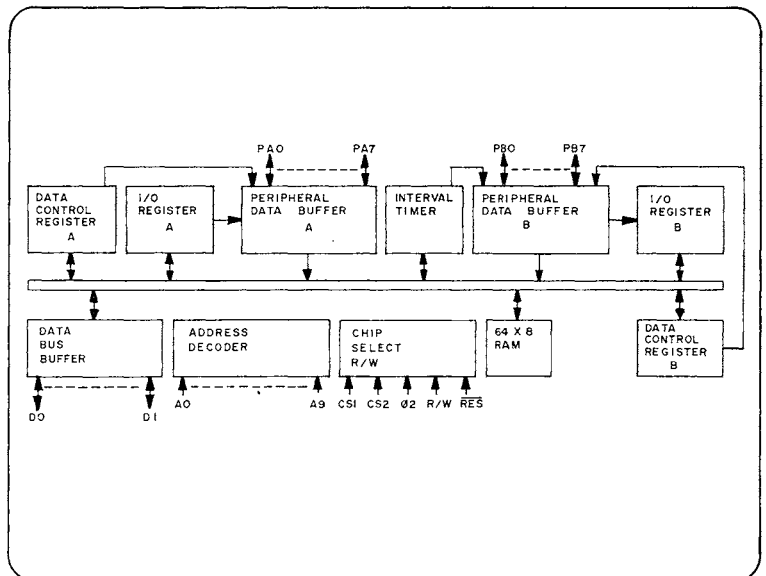 PA0 PA7 PB0 PB7
DATA
CONTROL
REGISTER
A
I/O
REGISTER
A
PERIPHERAL
DATA BUFFER
A
INTERVAL
TIMER
PERIPHERAL
DATA BUFFER
B
I/O
REGISTER
B
DATA
BUS
BUFFER
ADDRESS
DECODER
CHIP
SELECT
R/W
64 X 8
RAM
DATA
CONTROL
REGISTER
B
D0 D1 A0 A9 CS1 CS2 Ø2 R/W RES